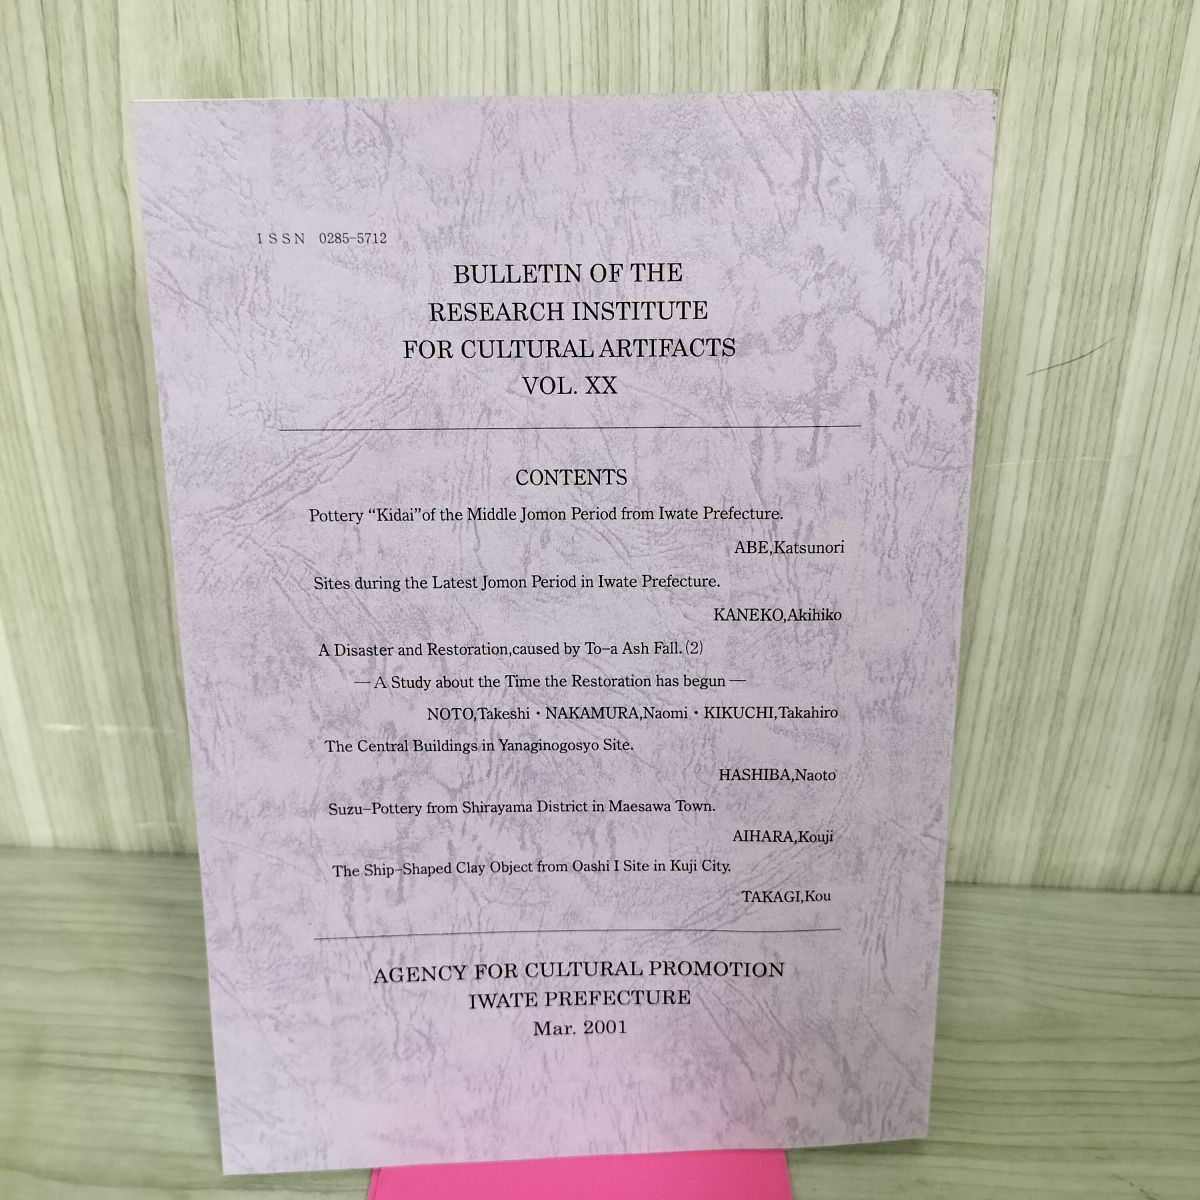 ISSN 0285-5712
BULLETIN OF THE
RESEARCH INSTITUTE
FOR CULTURAL ARTIFACTS
VOL. XX
CONTENTS
Pottery “Kidai”of the Middle Jomon Period from Iwate Prefecture.
ABE,Katsunori
Sites during the Latest Jomon Period in Iwate Prefecture.
KANEKO,Akihiko
A Disaster and Restoration,caused by To-a Ash Fall.(2)
—A Study about the Time the Restoration has begun—
NOTO,Takeshi・NAKAMURA,Naomi・KIKUCHI,Takahiro
The Central Buildings in Yanaginogosyo Site.
HASHIBA,Naoto
Suzu-Pottery from Shirayama District in Maesawa Town.
AIHARA,Kouji
The Ship-Shaped Clay Object from Oashi I Site in Kuji City.
TAKAGI,Kou
AGENCY FOR CULTURAL PROMOTION
IWATE PREFECTURE
Mar. 2001